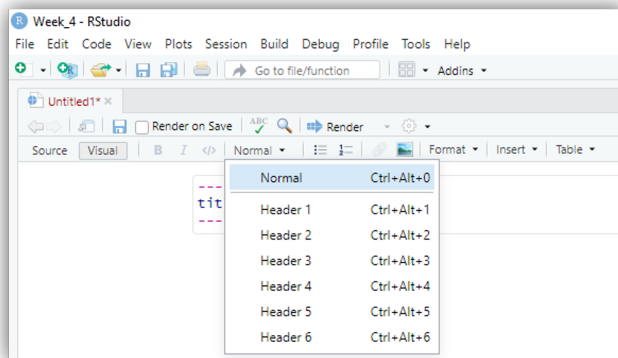 Week_4 - RStudio
File Edit Code View Plots Session Build Debug Profile Tools Help
Go to file/function Addins
Untitled1*
Render on Save ABC Render
Source Visual B I </> Normal Format Insert Table
Normal Ctrl+Alt+0
---
tit
---
Header 1 Ctrl+Alt+1
Header 2 Ctrl+Alt+2
Header 3 Ctrl+Alt+3
Header 4 Ctrl+Alt+4
Header 5 Ctrl+Alt+5
Header 6 Ctrl+Alt+6